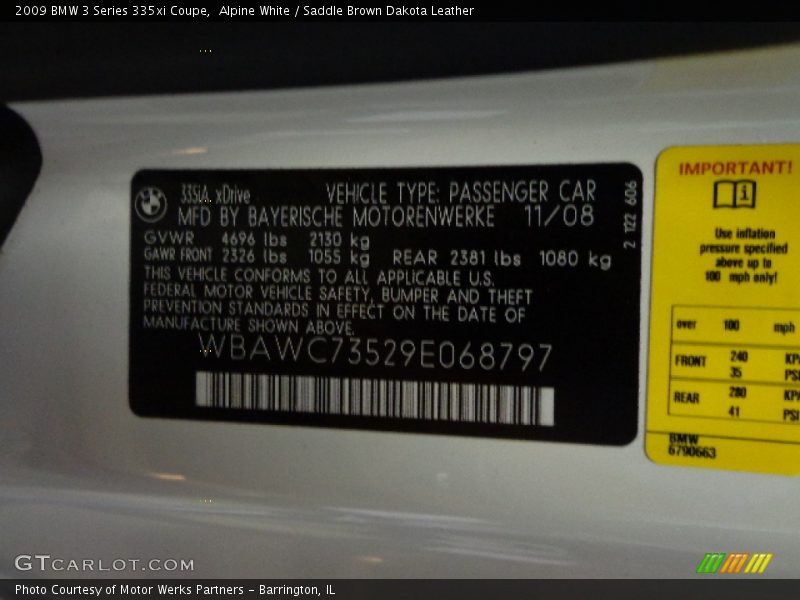 2009 BMW 3 Series 335xi Coupe,  Alpine White / Saddle Brown Dakota Leather
335iA, xDrive VEHICLE TYPE: PASSENGER CAR
MFD BY BAYERISCHE MOTORENWERKE 11/08
GVWR 4696 lbs 2130 kg
GAWR FRONT 2326 lbs 1055 kg REAR 2381 lbs 1080 kg
THIS VEHICLE CONFORMS TO ALL APPLICABLE U.S.
FEDERAL MOTOR VEHICLE SAFETY, BUMPER AND THEFT
PREVENTION STANDARDS IN EFFECT ON THE DATE OF
MANUFACTURE SHOWN ABOVE.
WBAWC73529E068797
2 122 606
IMPORTANT!
Use inflation
pressure specified
above up to
100 mph only!
over 100 mph
FRONT 240 KPA
35 PSI
REAR 280 KPA
41 PSI
BMW
6790663
GTCARLOT.COM
Photo Courtesy of Motor Werks Partners - Barrington, IL